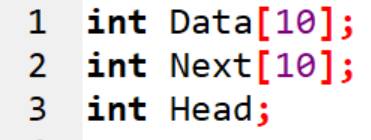 1 int Data[10];
2 int Next[10];
3 int Head;